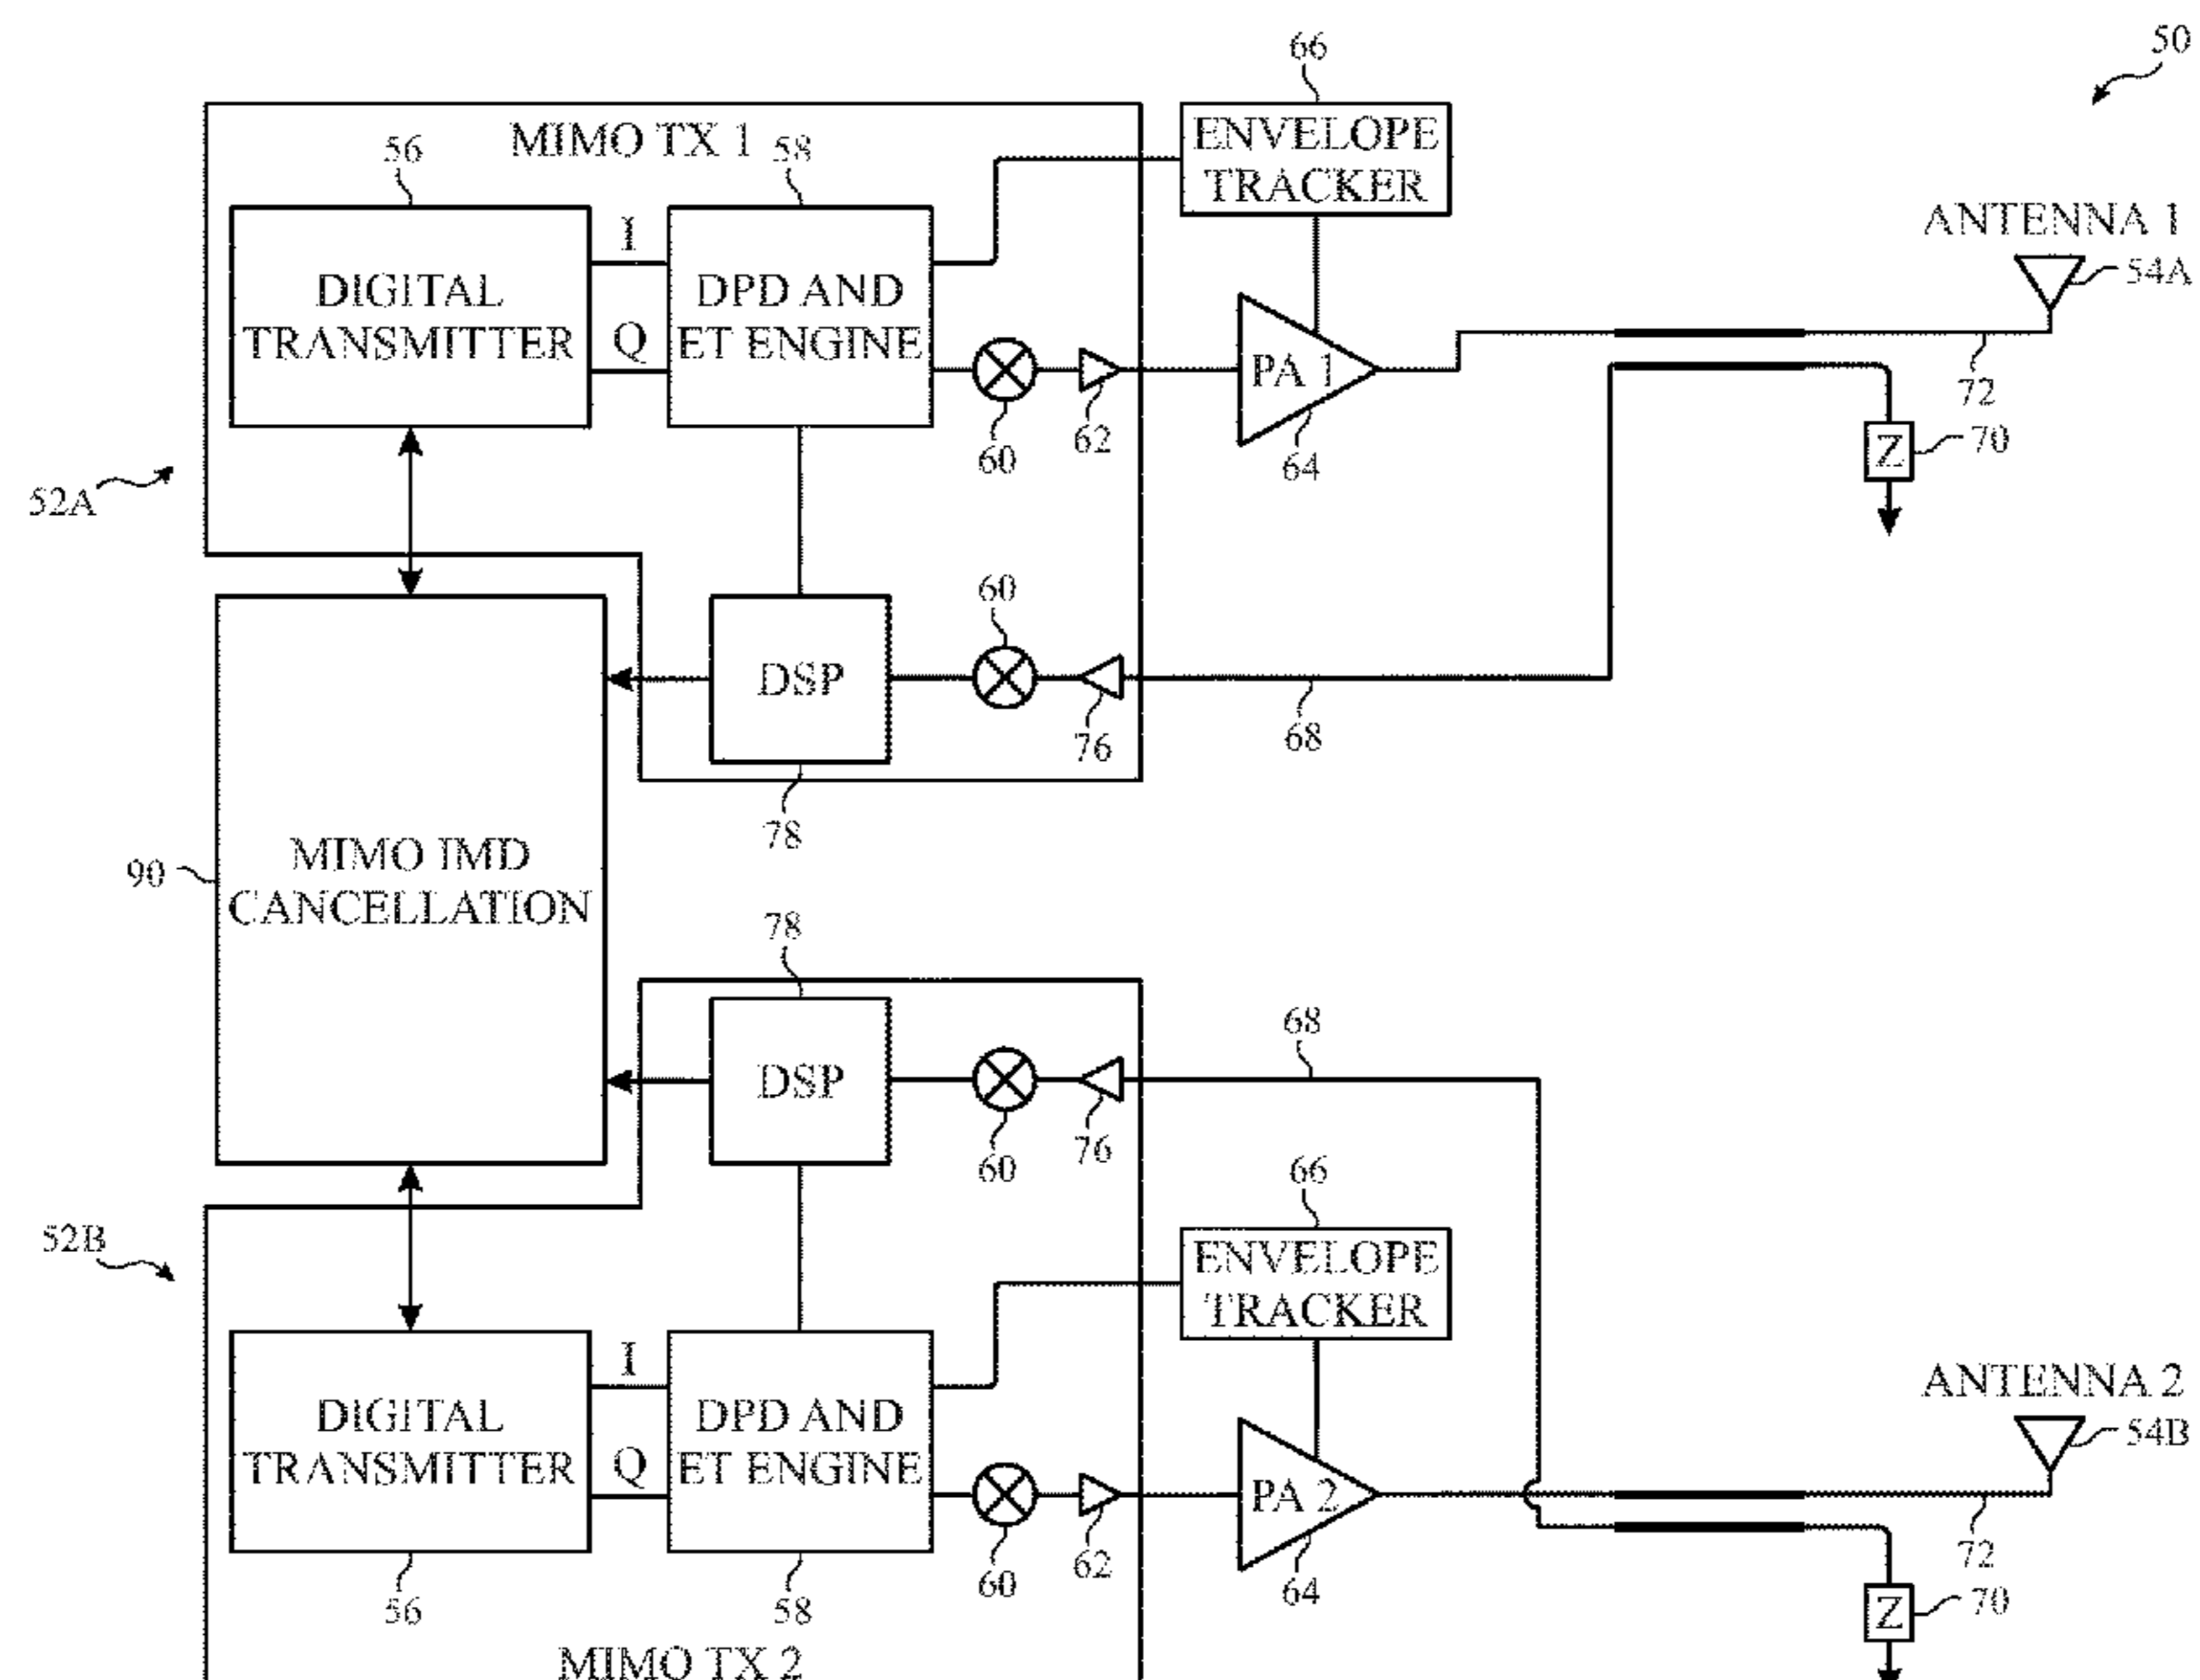 50
66
MIMO TX 1
56
58
ENVELOPE
TRACKER
ANTENNA 1
54A
I
DIGITAL
TRANSMITTER
Q
DPD AND
ET ENGINE
PA 1
72
60
62
64
Z
70
52A
60
DSP
76
68
78
MIMO IMD
CANCELLATION
90
78
68
DSP
60
76
66
52B
ENVELOPE
TRACKER
I
ANTENNA 2
54B
DIGITAL
TRANSMITTER
Q
DPD AND
ET ENGINE
PA 2
72
60
62
64
Z
70
56
58
MIMO TX 2